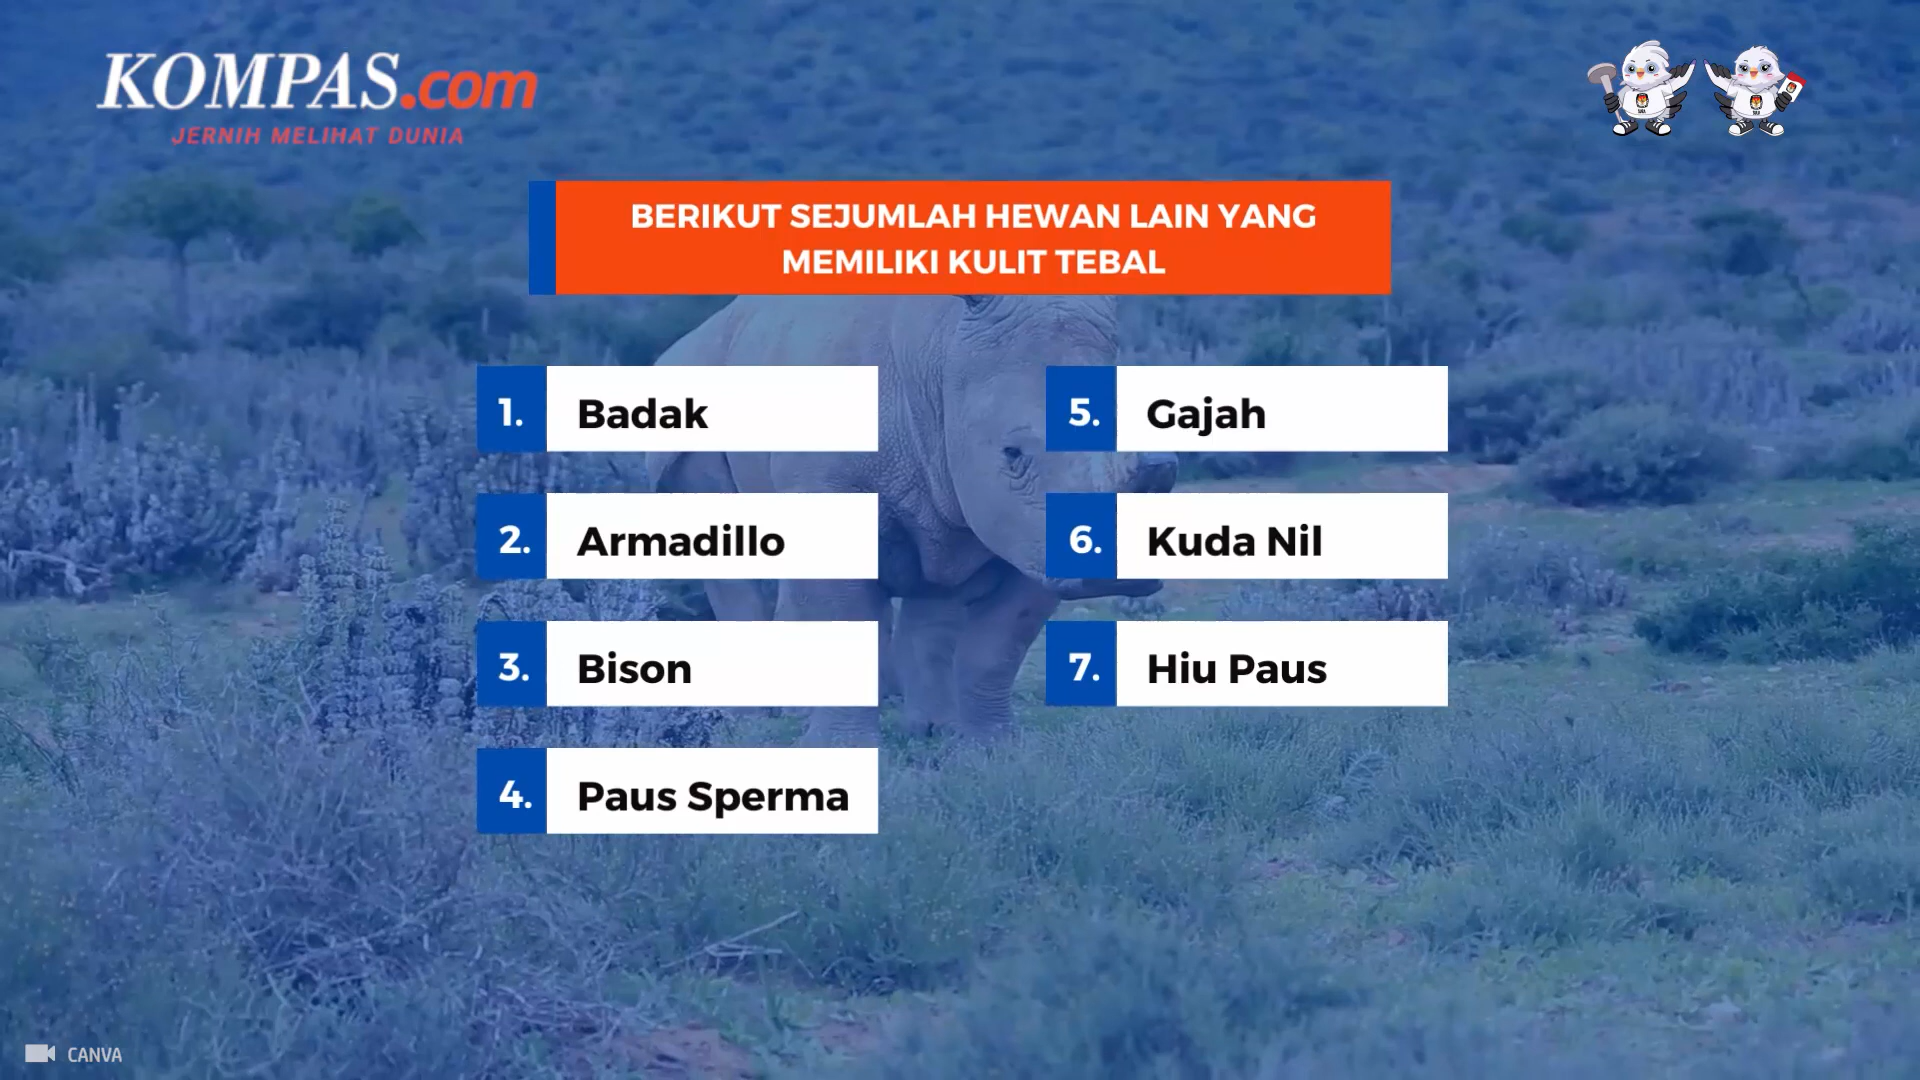 KOMPAS.com
JERNIH MELIHAT DUNIA
BERIKUT SEJUMLAH HEWAN LAIN YANG
MEMILIKI KULIT TEBAL
1. Badak
2. Armadillo
3. Bison
4. Paus Sperma
5. Gajah
6. Kuda Nil
7. Hiu Paus
CANVA